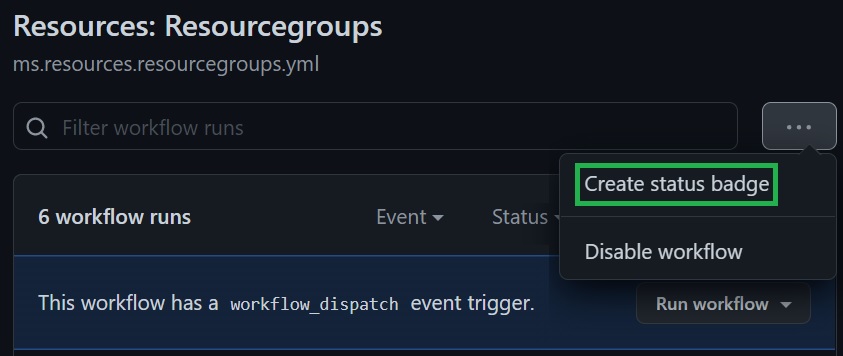 Resources: Resourcegroups
ms.resources.resourcegroups.yml
Filter workflow runs
...
Create status badge
6 workflow runs Event Status
Disable workflow
This workflow has a workflow_dispatch event trigger. Run workflow